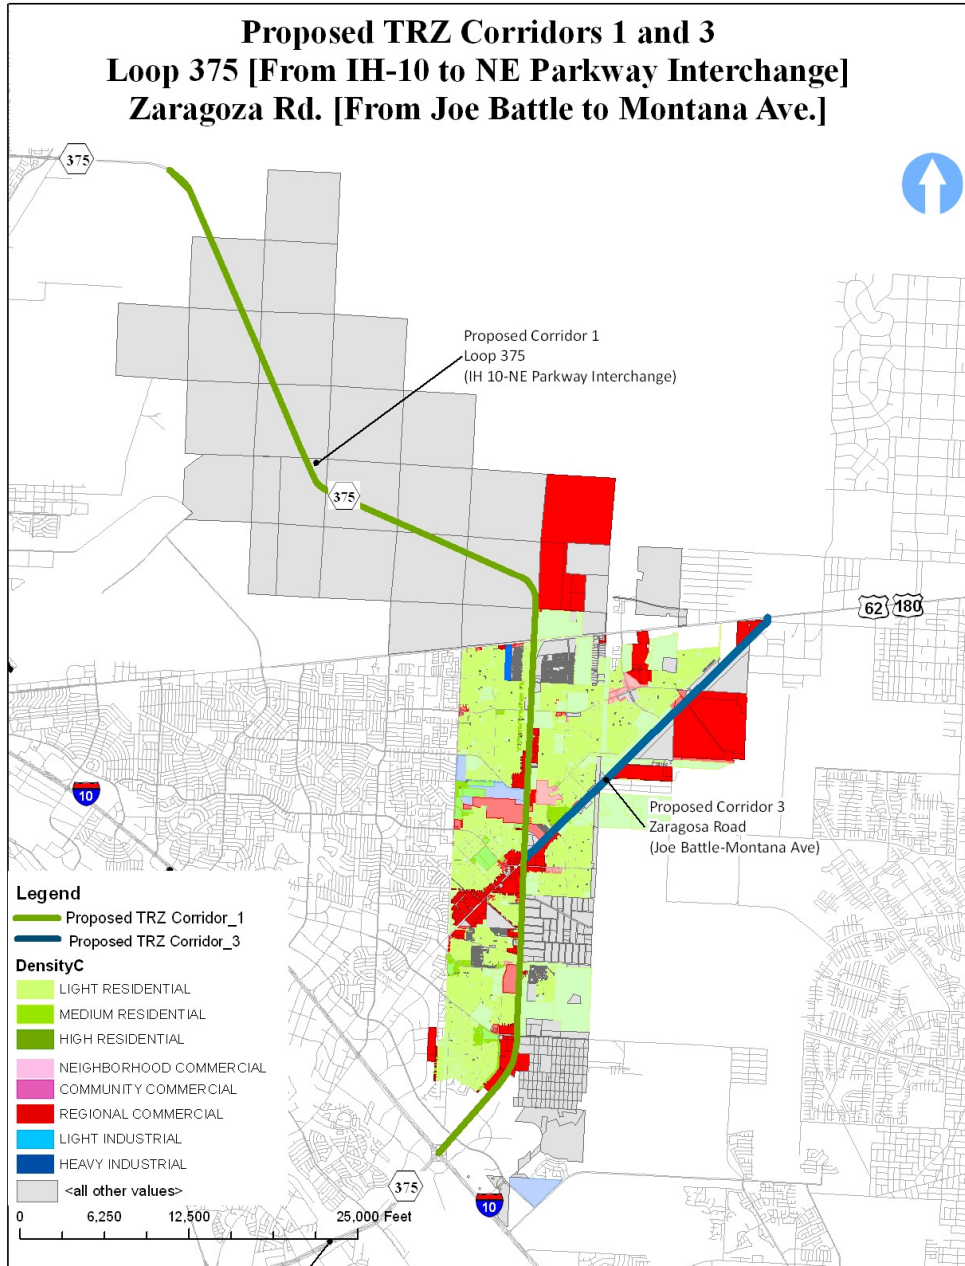 Proposed TRZ Corridors 1 and 3
Loop 375 [From IH-10 to NE Parkway Interchange]
Zaragoza Rd. [From Joe Battle to Montana Ave.]
375
Proposed Corridor 1
Loop 375
(IH 10-NE Parkway Interchange)
375
62 180
10
Proposed Corridor 3
Zaragosa Road
(Joe Battle-Montana Ave)
Legend
Proposed TRZ Corridor_1
Proposed TRZ Corridor_3
DensityC
LIGHT RESIDENTIAL
MEDIUM RESIDENTIAL
HIGH RESIDENTIAL
NEIGHBORHOOD COMMERCIAL
COMMUNITY COMMERCIAL
REGIONAL COMMERCIAL
LIGHT INDUSTRIAL
HEAVY INDUSTRIAL
<all other values>
375
10
0 6,250 12,500 25,000 Feet